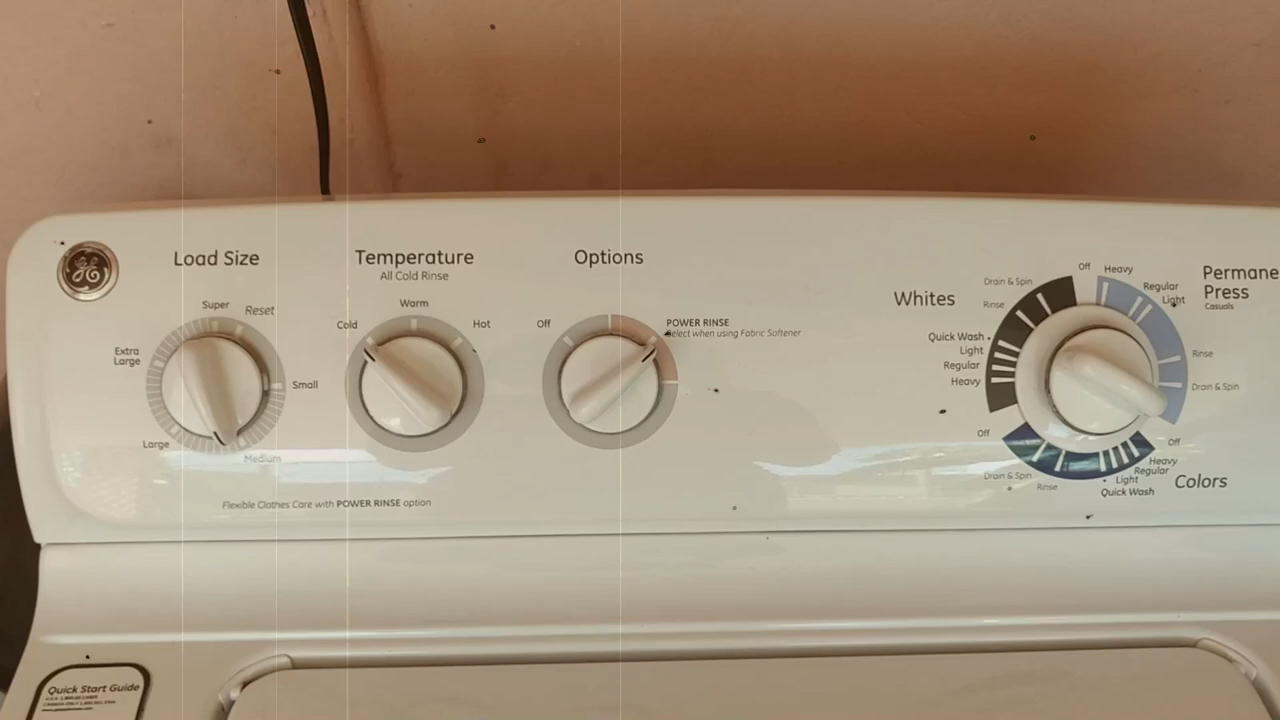 Load Size
Super
Reset
Extra
Large
Small
Large
Medium
Temperature
All Cold Rinse
Warm
Cold
Hot
Options
Off
POWER RINSE
Select when using Fabric Softener
Flexible Clothes Care with POWER RINSE option
Whites
Drain & Spin
Rinse
Quick Wash
Light
Regular
Heavy
Off
Off
Heavy
Regular
Light
Permane
Press
Casuals
Rinse
Drain & Spin
Off
Heavy
Regular
Light
Quick Wash
Rinse
Drain & Spin
Colors
GE
Quick Start Guide